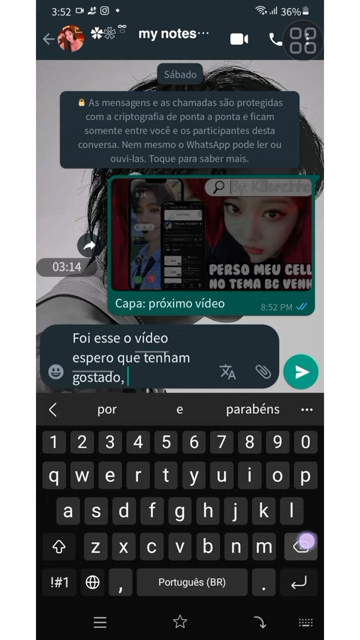 3:52
36%
my notes···
Sábado
As mensagens e as chamadas são protegidas
com a criptografia de ponta a ponta e ficam
somente entre você e os participantes desta
conversa. Nem mesmo o WhatsApp pode ler ou
ouvi-las. Toque para saber mais.
By: Killerzinho
PERSO MEU CELL
NO TEMA BG VENH
03:14
Capa: próximo vídeo
8:52 PM
Foi esse o vídeo
espero que tenham
gostado,
por e parabéns
1 2 3 4 5 6 7 8 9 0
q w e r t y u i o p
a s d f g h j k l
z x c v b n m
!#1 , Português (BR) .